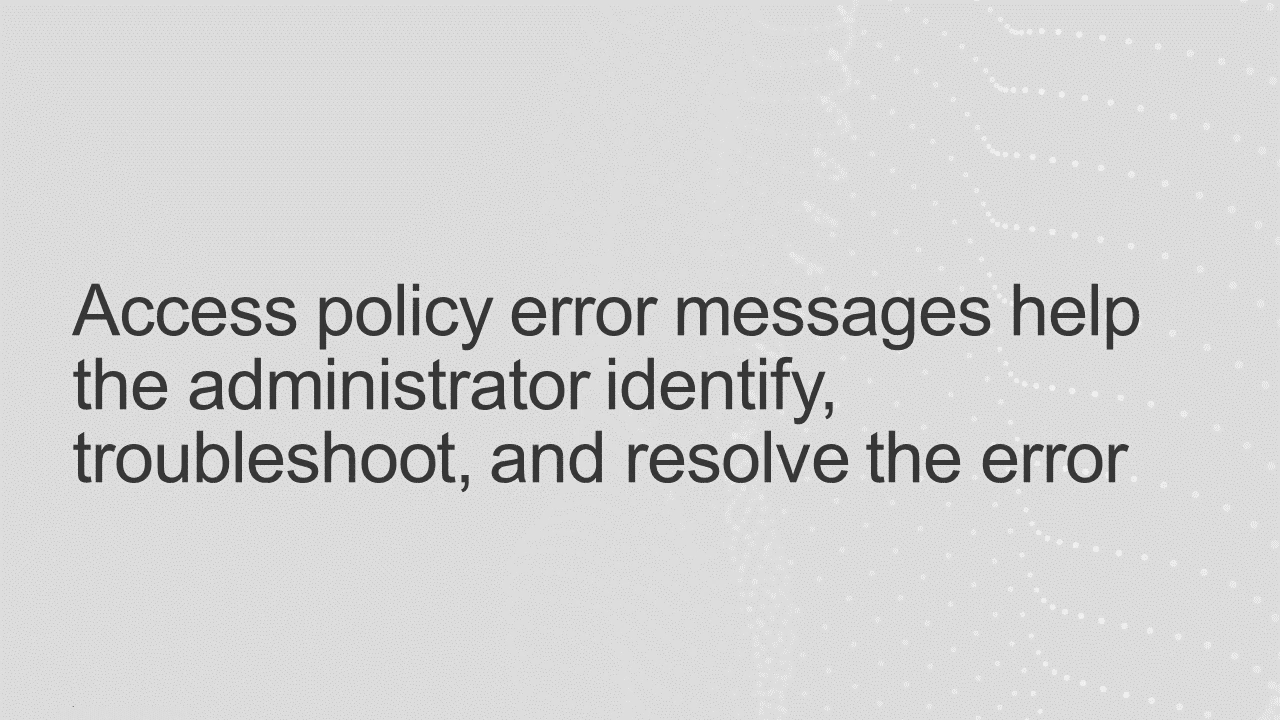 Access policy error messages help
the administrator identify,
troubleshoot, and resolve the error